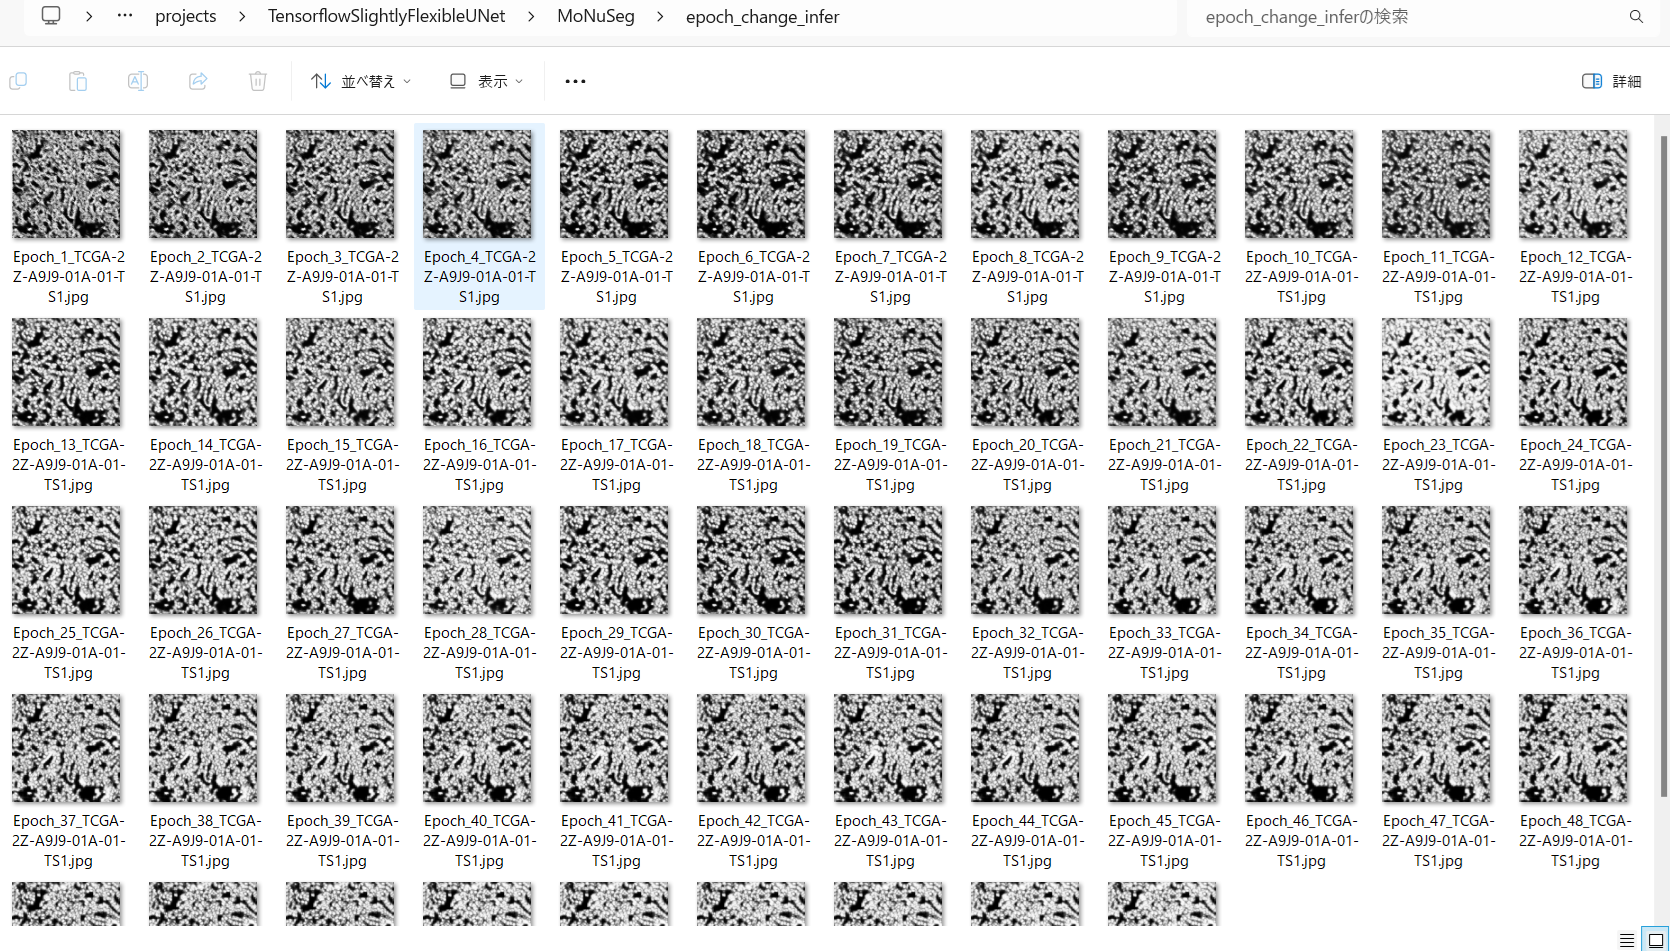 projects > TensorflowSlightlyFlexibleUNet > MoNuSeg > epoch_change_infer
epoch_change_inferの検索
並べ替え
表示
詳細
Epoch_1_TCGA-2
Z-A9J9-01A-01-T
S1.jpg
Epoch_2_TCGA-2
Z-A9J9-01A-01-T
S1.jpg
Epoch_3_TCGA-2
Z-A9J9-01A-01-T
S1.jpg
Epoch_4_TCGA-2
Z-A9J9-01A-01-T
S1.jpg
Epoch_5_TCGA-2
Z-A9J9-01A-01-T
S1.jpg
Epoch_6_TCGA-2
Z-A9J9-01A-01-T
S1.jpg
Epoch_7_TCGA-2
Z-A9J9-01A-01-T
S1.jpg
Epoch_8_TCGA-2
Z-A9J9-01A-01-T
S1.jpg
Epoch_9_TCGA-2
Z-A9J9-01A-01-T
S1.jpg
Epoch_10_TCGA-
2Z-A9J9-01A-01-
TS1.jpg
Epoch_11_TCGA-
2Z-A9J9-01A-01-
TS1.jpg
Epoch_12_TCGA-
2Z-A9J9-01A-01-
TS1.jpg
Epoch_13_TCGA-
2Z-A9J9-01A-01-
TS1.jpg
Epoch_14_TCGA-
2Z-A9J9-01A-01-
TS1.jpg
Epoch_15_TCGA-
2Z-A9J9-01A-01-
TS1.jpg
Epoch_16_TCGA-
2Z-A9J9-01A-01-
TS1.jpg
Epoch_17_TCGA-
2Z-A9J9-01A-01-
TS1.jpg
Epoch_18_TCGA-
2Z-A9J9-01A-01-
TS1.jpg
Epoch_19_TCGA-
2Z-A9J9-01A-01-
TS1.jpg
Epoch_20_TCGA-
2Z-A9J9-01A-01-
TS1.jpg
Epoch_21_TCGA-
2Z-A9J9-01A-01-
TS1.jpg
Epoch_22_TCGA-
2Z-A9J9-01A-01-
TS1.jpg
Epoch_23_TCGA-
2Z-A9J9-01A-01-
TS1.jpg
Epoch_24_TCGA-
2Z-A9J9-01A-01-
TS1.jpg
Epoch_25_TCGA-
2Z-A9J9-01A-01-
TS1.jpg
Epoch_26_TCGA-
2Z-A9J9-01A-01-
TS1.jpg
Epoch_27_TCGA-
2Z-A9J9-01A-01-
TS1.jpg
Epoch_28_TCGA-
2Z-A9J9-01A-01-
TS1.jpg
Epoch_29_TCGA-
2Z-A9J9-01A-01-
TS1.jpg
Epoch_30_TCGA-
2Z-A9J9-01A-01-
TS1.jpg
Epoch_31_TCGA-
2Z-A9J9-01A-01-
TS1.jpg
Epoch_32_TCGA-
2Z-A9J9-01A-01-
TS1.jpg
Epoch_33_TCGA-
2Z-A9J9-01A-01-
TS1.jpg
Epoch_34_TCGA-
2Z-A9J9-01A-01-
TS1.jpg
Epoch_35_TCGA-
2Z-A9J9-01A-01-
TS1.jpg
Epoch_36_TCGA-
2Z-A9J9-01A-01-
TS1.jpg
Epoch_37_TCGA-
2Z-A9J9-01A-01-
TS1.jpg
Epoch_38_TCGA-
2Z-A9J9-01A-01-
TS1.jpg
Epoch_39_TCGA-
2Z-A9J9-01A-01-
TS1.jpg
Epoch_40_TCGA-
2Z-A9J9-01A-01-
TS1.jpg
Epoch_41_TCGA-
2Z-A9J9-01A-01-
TS1.jpg
Epoch_42_TCGA-
2Z-A9J9-01A-01-
TS1.jpg
Epoch_43_TCGA-
2Z-A9J9-01A-01-
TS1.jpg
Epoch_44_TCGA-
2Z-A9J9-01A-01-
TS1.jpg
Epoch_45_TCGA-
2Z-A9J9-01A-01-
TS1.jpg
Epoch_46_TCGA-
2Z-A9J9-01A-01-
TS1.jpg
Epoch_47_TCGA-
2Z-A9J9-01A-01-
TS1.jpg
Epoch_48_TCGA-
2Z-A9J9-01A-01-
TS1.jpg